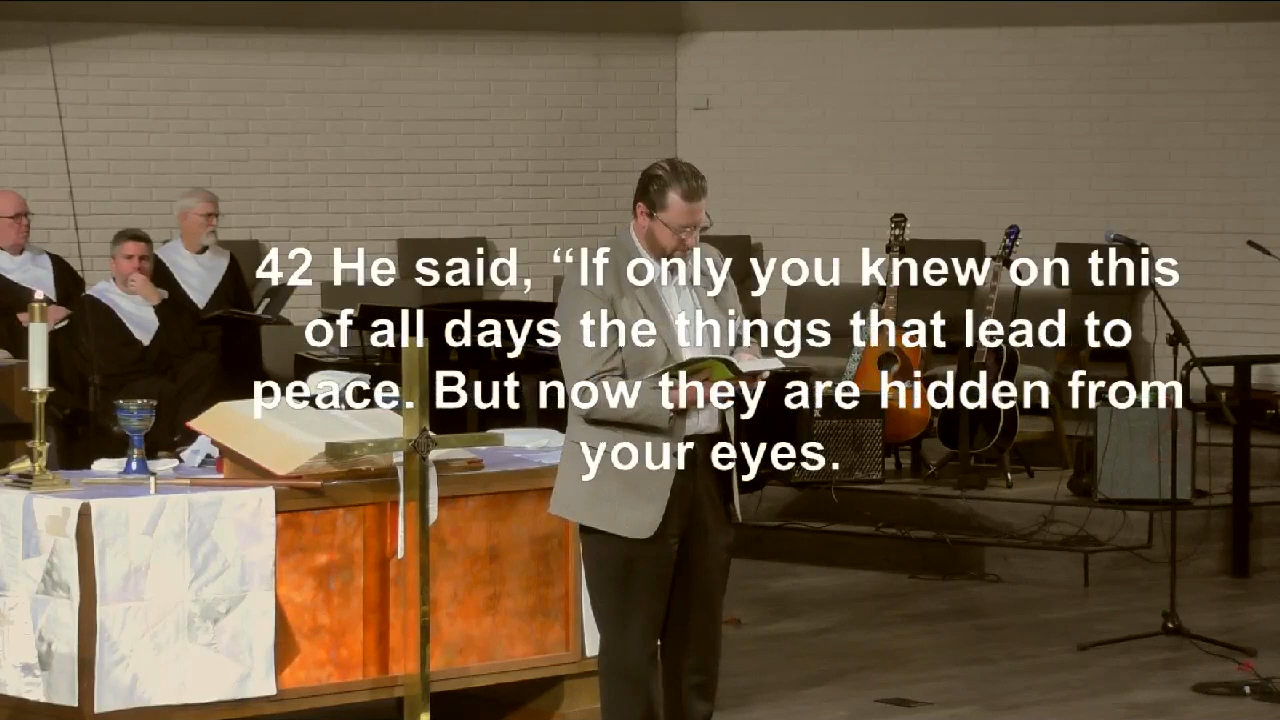 42 He said, “If only you knew on this
of all days the things that lead to
peace. But now they are hidden from
your eyes.